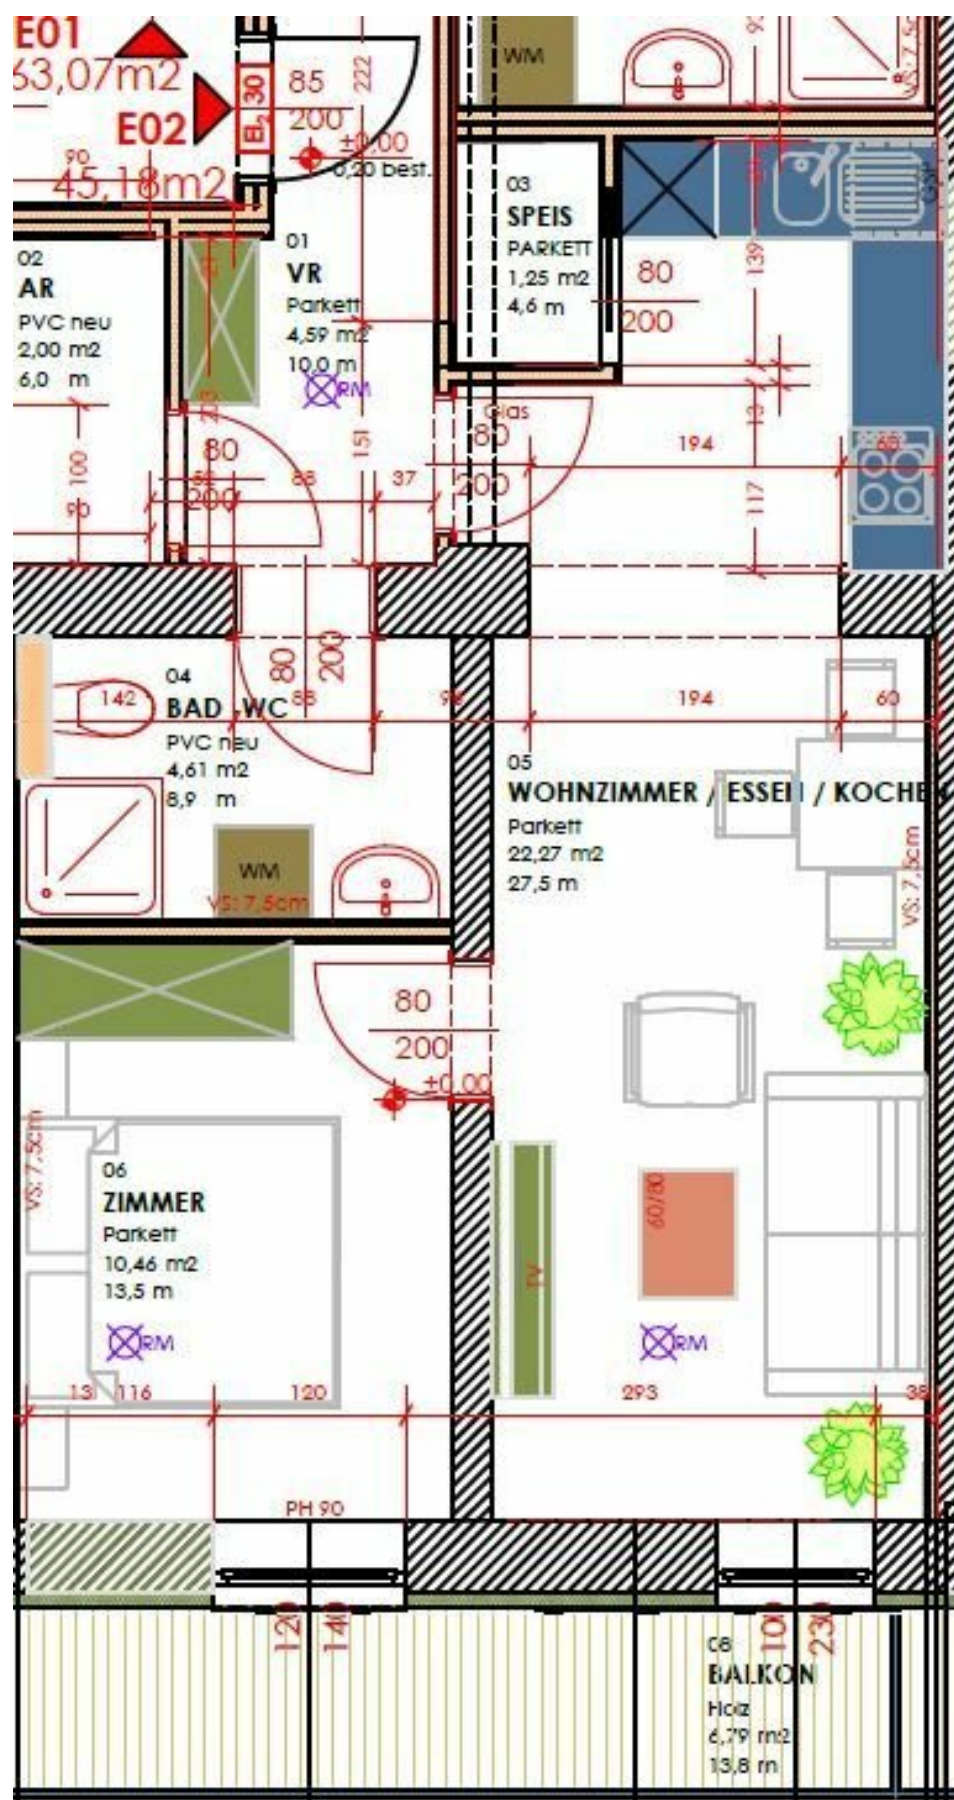 E01
63,07m2
E02
45,18m2
90
EI₂ 30
85
200
±0,00
-0,20 best.
222
WM
VS: 7,5c
03
SPEIS
PARKETT
1,25 m2
4,6 m
80
200
139
02
AR
PVC neu
2,00 m2
6,0 m
01
VR
Parkett
4,59 m2
10,0 m
RM
80
200
88
37
151
100
90
Glas
80
200
194
60
13
117
80
200
142
88
194
60
04
BAD -WC
PVC neu
4,61 m2
8,9 m
WM
VS: 7,5cm
05
WOHNZIMMER / ESSEN / KOCHEN
Parkett
22,27 m2
27,5 m
VS: 7,5cm
80
200
±0,00
VS: 7,5cm
06
ZIMMER
Parkett
10,46 m2
13,5 m
RM
TV
60/80
RM
13
116
120
293
38
PH 90
120
140
100
230
08
BALKON
Holz
6,79 m2
13,8 m